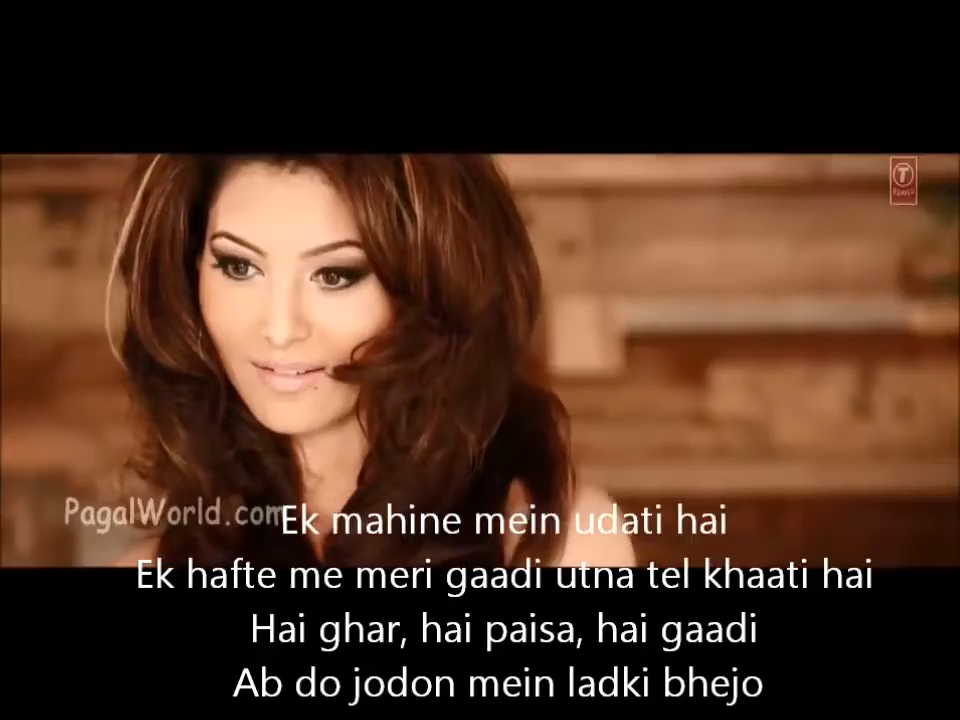 T
SERIES
PagalWorld.com
Ek mahine mein udati hai
Ek hafte me meri gaadi utna tel khaati hai
Hai ghar, hai paisa, hai gaadi
Ab do jodon mein ladki bhejo